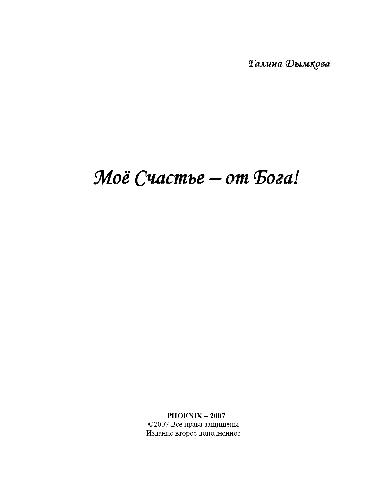 Галина Дымкова
Моё Счастье – от Бога!
PHOENIX – 2007
©2007 Все права защищены
Издание второе дополненное